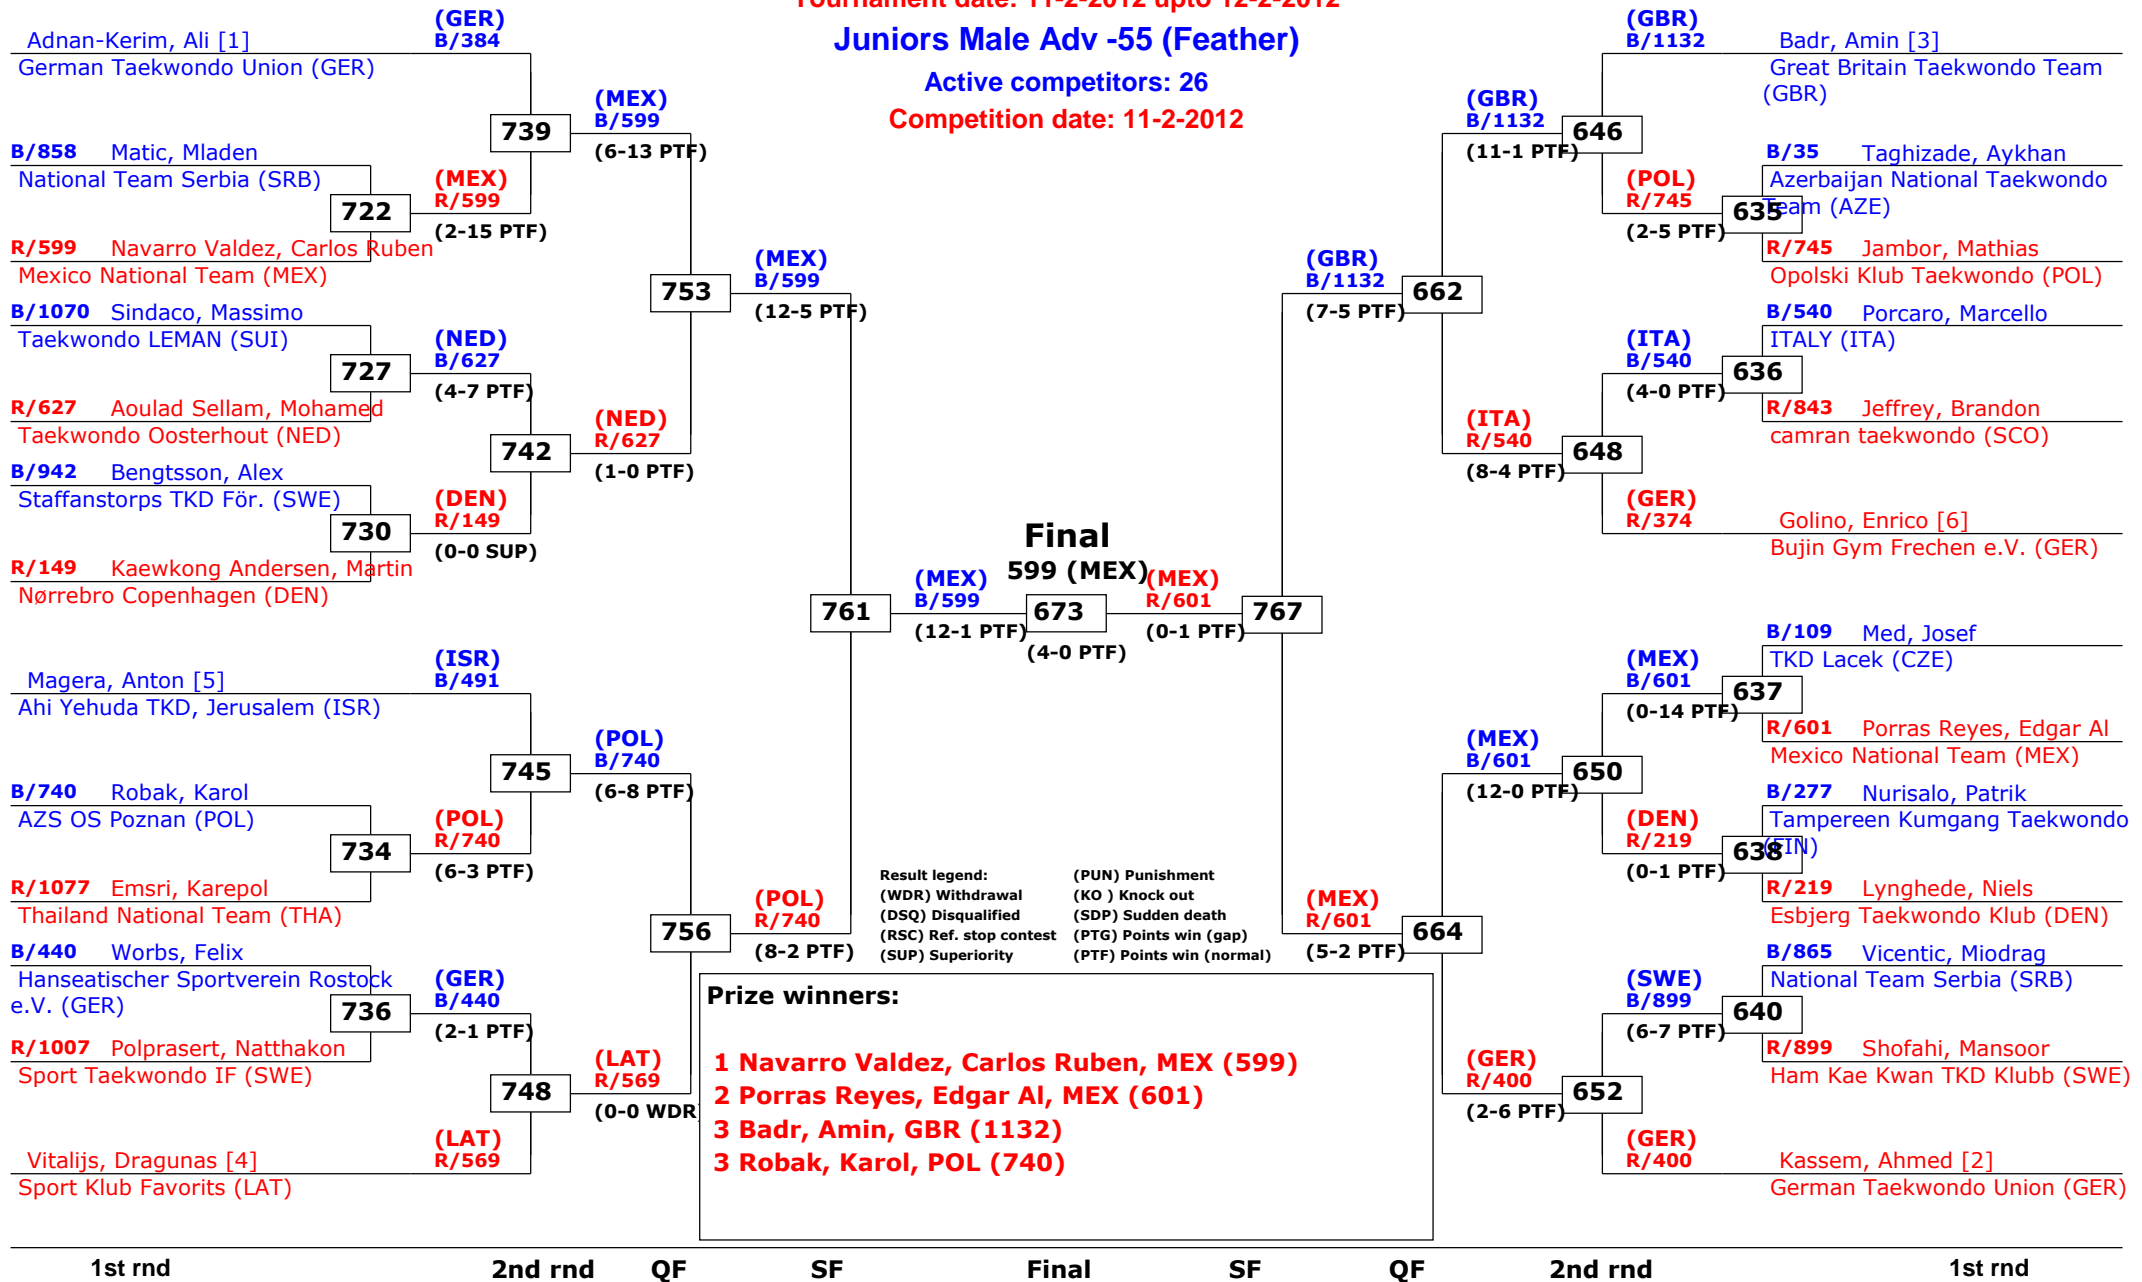 Tournament date: 11-2-2012 upto 12-2-2012
Juniors Male Adv -55 (Feather)
Active competitors: 26
Competition date: 11-2-2012
Adnan-Kerim, Ali [1]
German Taekwondo Union (GER)
(GER)
B/384
B/858 Matic, Mladen
National Team Serbia (SRB)
722
R/599 Navarro Valdez, Carlos Ruben
Mexico National Team (MEX)
(MEX)
R/599
(2-15 PTF)
739
(MEX)
B/599
(6-13 PTF)
B/1070 Sindaco, Massimo
Taekwondo LEMAN (SUI)
727
R/627 Aoulad Sellam, Mohamed
Taekwondo Oosterhout (NED)
(NED)
B/627
(4-7 PTF)
B/942 Bengtsson, Alex
Staffanstorps TKD För. (SWE)
730
R/149 Kaewkong Andersen, Martin
Nørrebro Copenhagen (DEN)
(DEN)
R/149
(0-0 SUP)
742
(NED)
R/627
(1-0 PTF)
753
(MEX)
B/599
(12-5 PTF)
Magera, Anton [5]
Ahi Yehuda TKD, Jerusalem (ISR)
(ISR)
B/491
B/740 Robak, Karol
AZS OS Poznan (POL)
734
R/1077 Emsri, Karepol
Thailand National Team (THA)
(POL)
R/740
(6-3 PTF)
745
(POL)
B/740
(6-8 PTF)
B/440 Worbs, Felix
Hanseatischer Sportverein Rostock
e.V. (GER)
736
R/1007 Polprasert, Natthakon
Sport Taekwondo IF (SWE)
(GER)
B/440
(2-1 PTF)
748
Vitalijs, Dragunas [4]
Sport Klub Favorits (LAT)
(LAT)
R/569
(LAT)
R/569
(0-0 WDR)
756
(POL)
R/740
(8-2 PTF)
761
(MEX)
B/599
(12-1 PTF)
Final
599 (MEX)
673
(4-0 PTF)
(MEX)
R/601
(0-1 PTF)
767
(GBR)
B/1132
(7-5 PTF)
662
(GBR)
B/1132
(11-1 PTF)
646
(GBR)
B/1132
Badr, Amin [3]
Great Britain Taekwondo Team
(GBR)
B/35 Taghizade, Aykhan
Azerbaijan National Taekwondo
Team (AZE)
635
R/745 Jambor, Mathias
Opolski Klub Taekwondo (POL)
(POL)
R/745
(2-5 PTF)
B/540 Porcaro, Marcello
ITALY (ITA)
636
R/843 Jeffrey, Brandon
camran taekwondo (SCO)
(ITA)
B/540
(4-0 PTF)
648
(ITA)
R/540
(8-4 PTF)
(GER)
R/374
Golino, Enrico [6]
Bujin Gym Frechen e.V. (GER)
B/109 Med, Josef
TKD Lacek (CZE)
637
R/601 Porras Reyes, Edgar Al
Mexico National Team (MEX)
(MEX)
B/601
(0-14 PTF)
650
(MEX)
B/601
(12-0 PTF)
B/277 Nurisalo, Patrik
Tampereen Kumgang Taekwondo
(FIN)
638
R/219 Lynghede, Niels
Esbjerg Taekwondo Klub (DEN)
(DEN)
R/219
(0-1 PTF)
664
(MEX)
R/601
(5-2 PTF)
B/865 Vicentic, Miodrag
National Team Serbia (SRB)
640
R/899 Shofahi, Mansoor
Ham Kae Kwan TKD Klubb (SWE)
(SWE)
B/899
(6-7 PTF)
652
(GER)
R/400
(2-6 PTF)
(GER)
R/400
Kassem, Ahmed [2]
German Taekwondo Union (GER)
Result legend:
(WDR) Withdrawal
(DSQ) Disqualified
(RSC) Ref. stop contest
(SUP) Superiority
(PUN) Punishment
(KO ) Knock out
(SDP) Sudden death
(PTG) Points win (gap)
(PTF) Points win (normal)
Prize winners:
1 Navarro Valdez, Carlos Ruben, MEX (599)
2 Porras Reyes, Edgar Al, MEX (601)
3 Badr, Amin, GBR (1132)
3 Robak, Karol, POL (740)
1st rnd 2nd rnd QF SF Final SF QF 2nd rnd 1st rnd